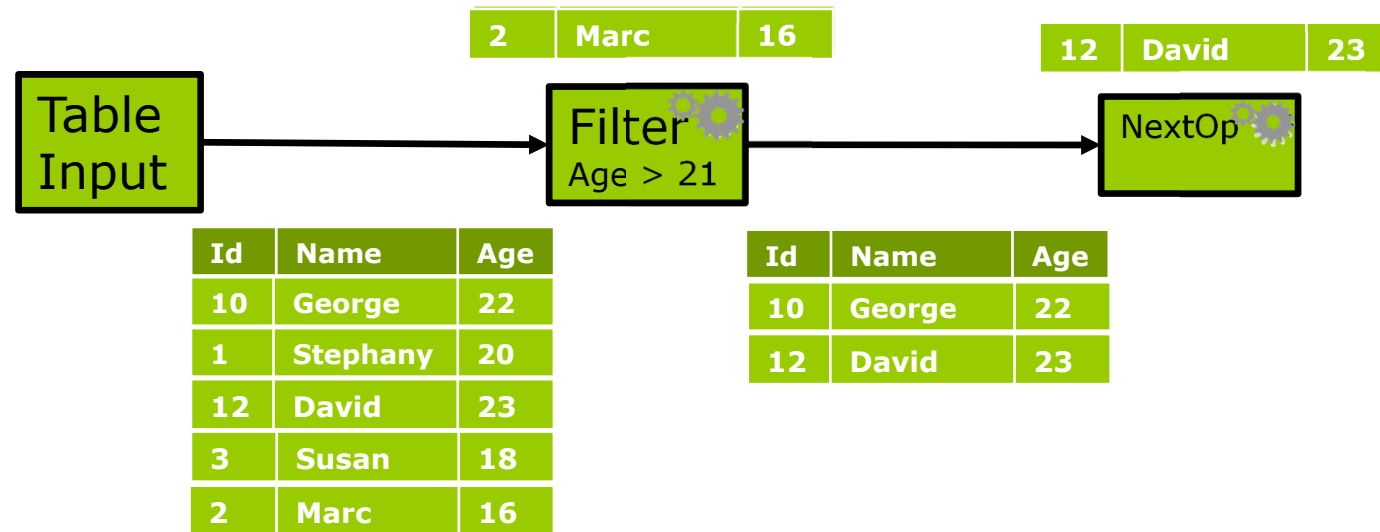 2 Marc 16
12 David 23
Table
Input
Filter
Age > 21
NextOp
Id Name Age
10 George 22
1 Stephany 20
12 David 23
3 Susan 18
2 Marc 16
Id Name Age
10 George 22
12 David 23